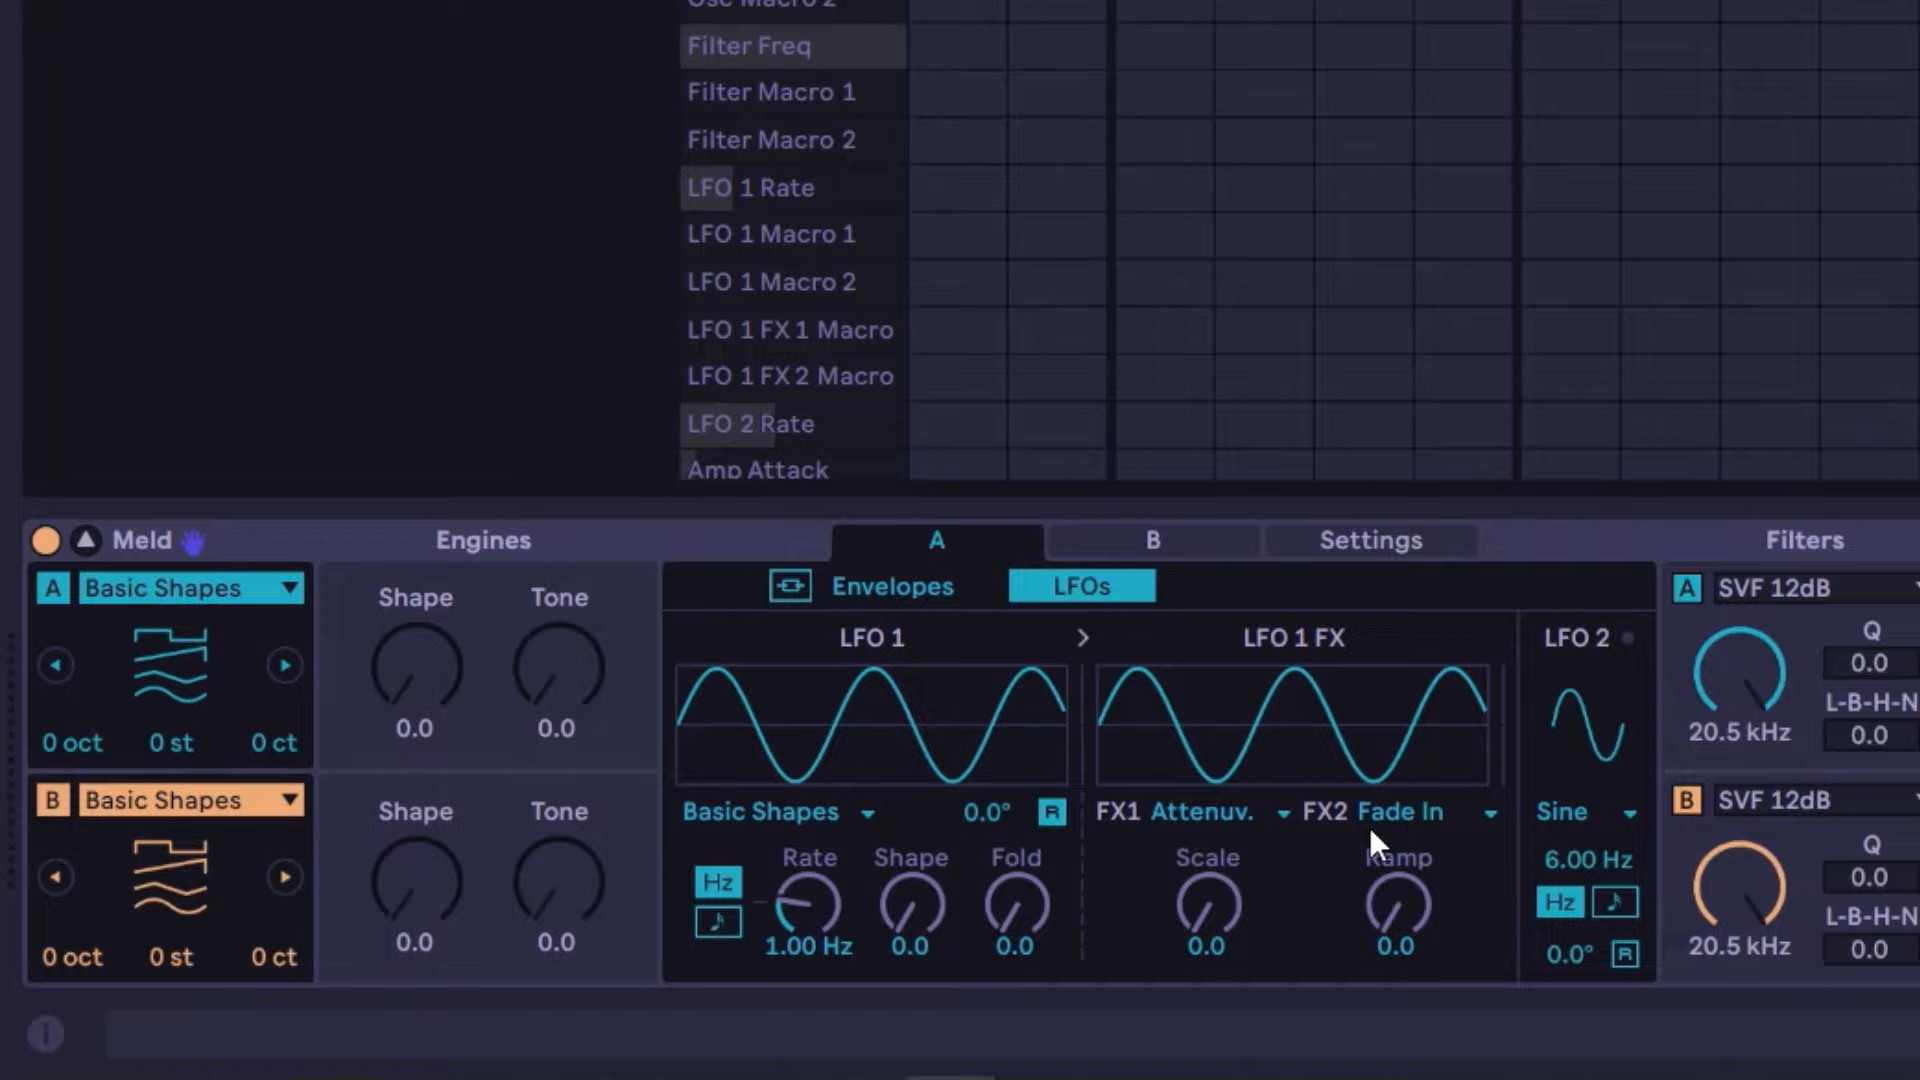 Osc Macro 2
Filter Freq
Filter Macro 1
Filter Macro 2
LFO 1 Rate
LFO 1 Macro 1
LFO 1 Macro 2
LFO 1 FX 1 Macro
LFO 1 FX 2 Macro
LFO 2 Rate
Amp Attack
Meld Engines A B Settings Filters
A Basic Shapes Shape Tone Envelopes LFOs A SVF 12dB
LFO 1 > LFO 1 FX LFO 2 Q
0.0
L-B-H-N
0 oct 0 st 0 ct 0.0 0.0 20.5 kHz 0.0
B Basic Shapes Shape Tone Basic Shapes 0.0° R FX1 Attenuv. FX2 Fade In Sine B SVF 12dB
Rate Shape Fold Scale Ramp 6.00 Hz Q
Hz Hz 0.0
L-B-H-N
0 oct 0 st 0 ct 0.0 0.0 1.00 Hz 0.0 0.0 0.0 0.0 0.0° R 20.5 kHz 0.0